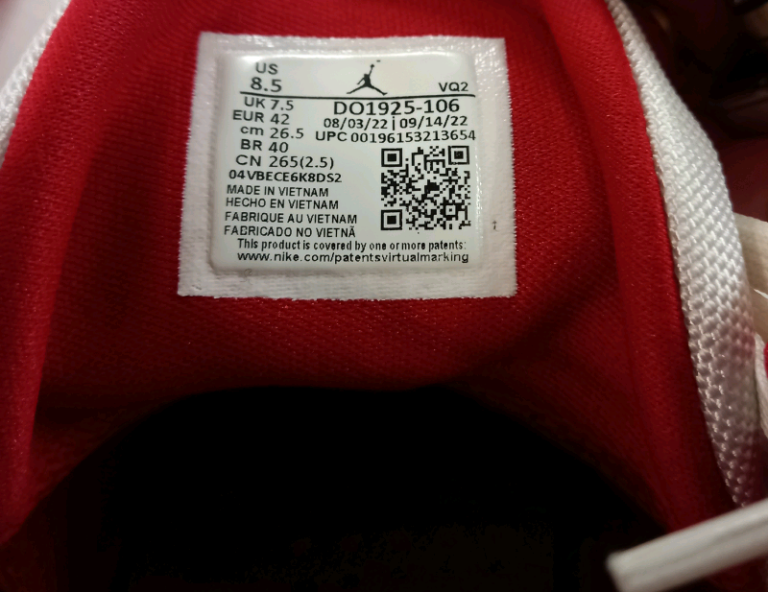 US
8.5
VQ2
UK 7.5
EUR 42
cm 26.5
BR 40
CN 265(2.5)
04VBECE6K8DS2
DO1925-106
08/03/22 | 09/14/22
UPC 00196153213654
MADE IN VIETNAM
HECHO EN VIETNAM
FABRIQUE AU VIETNAM
FABRICADO NO VIETNÃ
This product is covered by one or more patents:
www.nike.com/patentsvirtualmarking